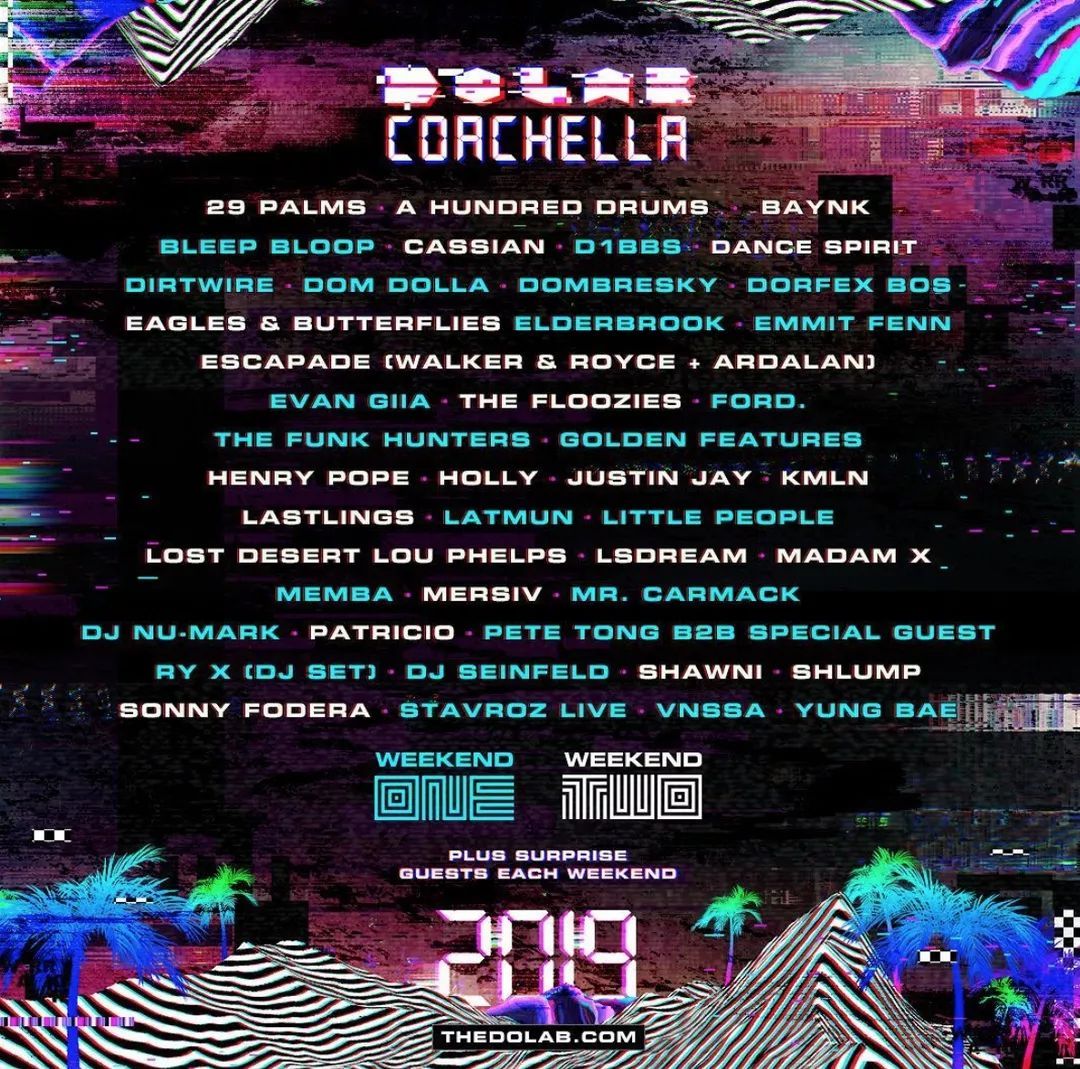 DOLAB
COACHELLA
29 PALMS · A HUNDRED DRUMS · BAYNK
BLEEP BLOOP · CASSIAN · D1BBS · DANCE SPIRIT
DIRTWIRE · DOM DOLLA · DOMBRESKY · DORFEX BOS ·
EAGLES & BUTTERFLIES ELDERBROOK · EMMIT FENN
ESCAPADE (WALKER & ROYCE + ARDALAN)
EVAN GIIA · THE FLOOZIES · FORD.
THE FUNK HUNTERS · GOLDEN FEATURES
HENRY POPE · HOLLY · JUSTIN JAY · KMLN
LASTLINGS · LATMUN · LITTLE PEOPLE
LOST DESERT LOU PHELPS · LSDREAM · MADAM X
MEMBA · MERSIV · MR. CARMACK
DJ NU-MARK · PATRICIO · PETE TONG B2B SPECIAL GUEST
RY X (DJ SET) · DJ SEINFELD · SHAWNI · SHLUMP
SONNY FODERA · STAVROZ LIVE · VNSSA · YUNG BAE
WEEKEND ONE
WEEKEND TWO
PLUS SURPRISE
GUESTS EACH WEEKEND
2019
THEDOLAB.COM